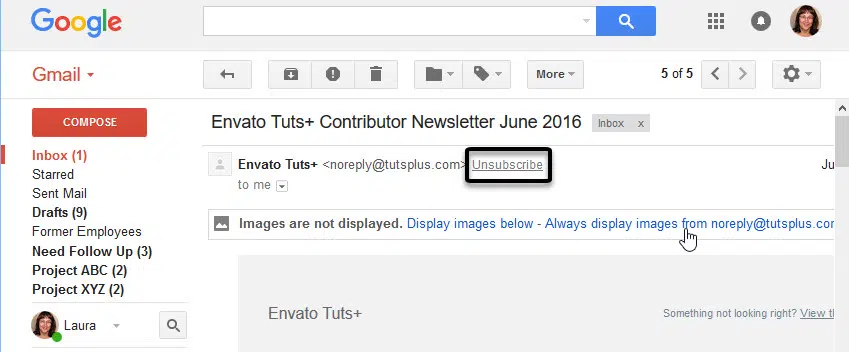 Google
Gmail
More
5 of 5
COMPOSE
Inbox (1)
Starred
Sent Mail
Drafts (9)
Former Employees
Need Follow Up (3)
Project ABC (2)
Project XYZ (2)
Laura
Envato Tuts+ Contributor Newsletter June 2016 Inbox x
Envato Tuts+ <noreply@tutsplus.com> Unsubscribe Ju
to me
Images are not displayed. Display images below - Always display images from noreply@tutsplus.com
Envato Tuts+
Something not looking right? View th